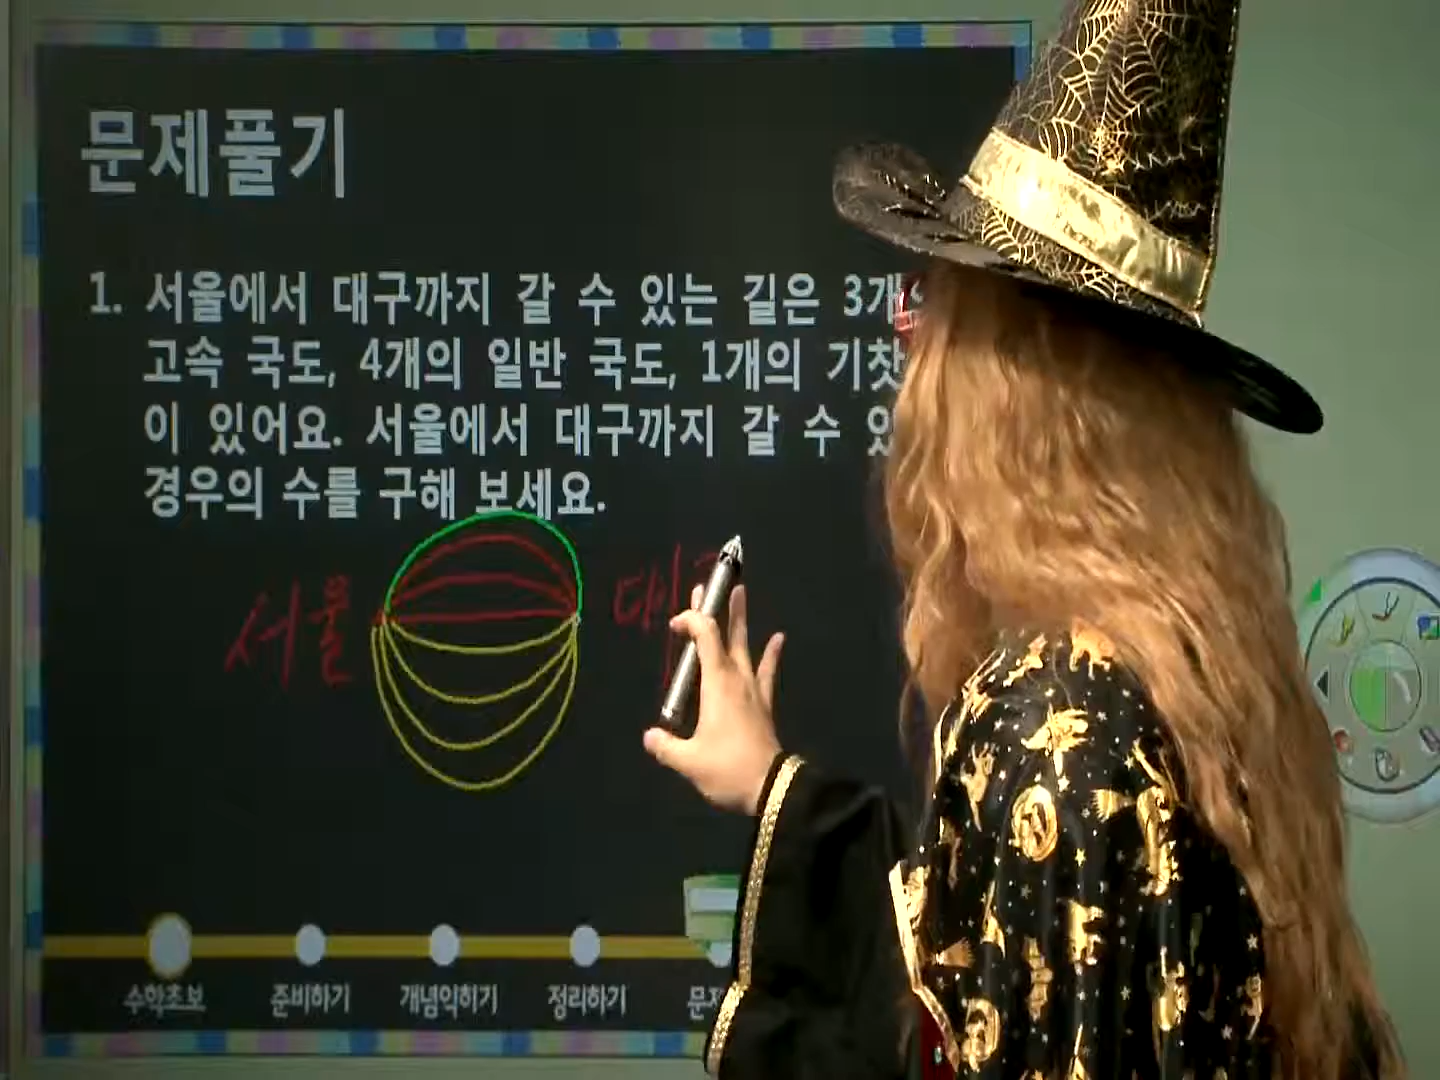 문제풀기
1. 서울에서 대구까지 갈 수 있는 길은 3개
고속 국도, 4개의 일반 국도, 1개의 기찻
이 있어요. 서울에서 대구까지 갈 수
경우의 수를 구해 보세요.
서울
수학초보 준비하기 개념익히기 정리하기